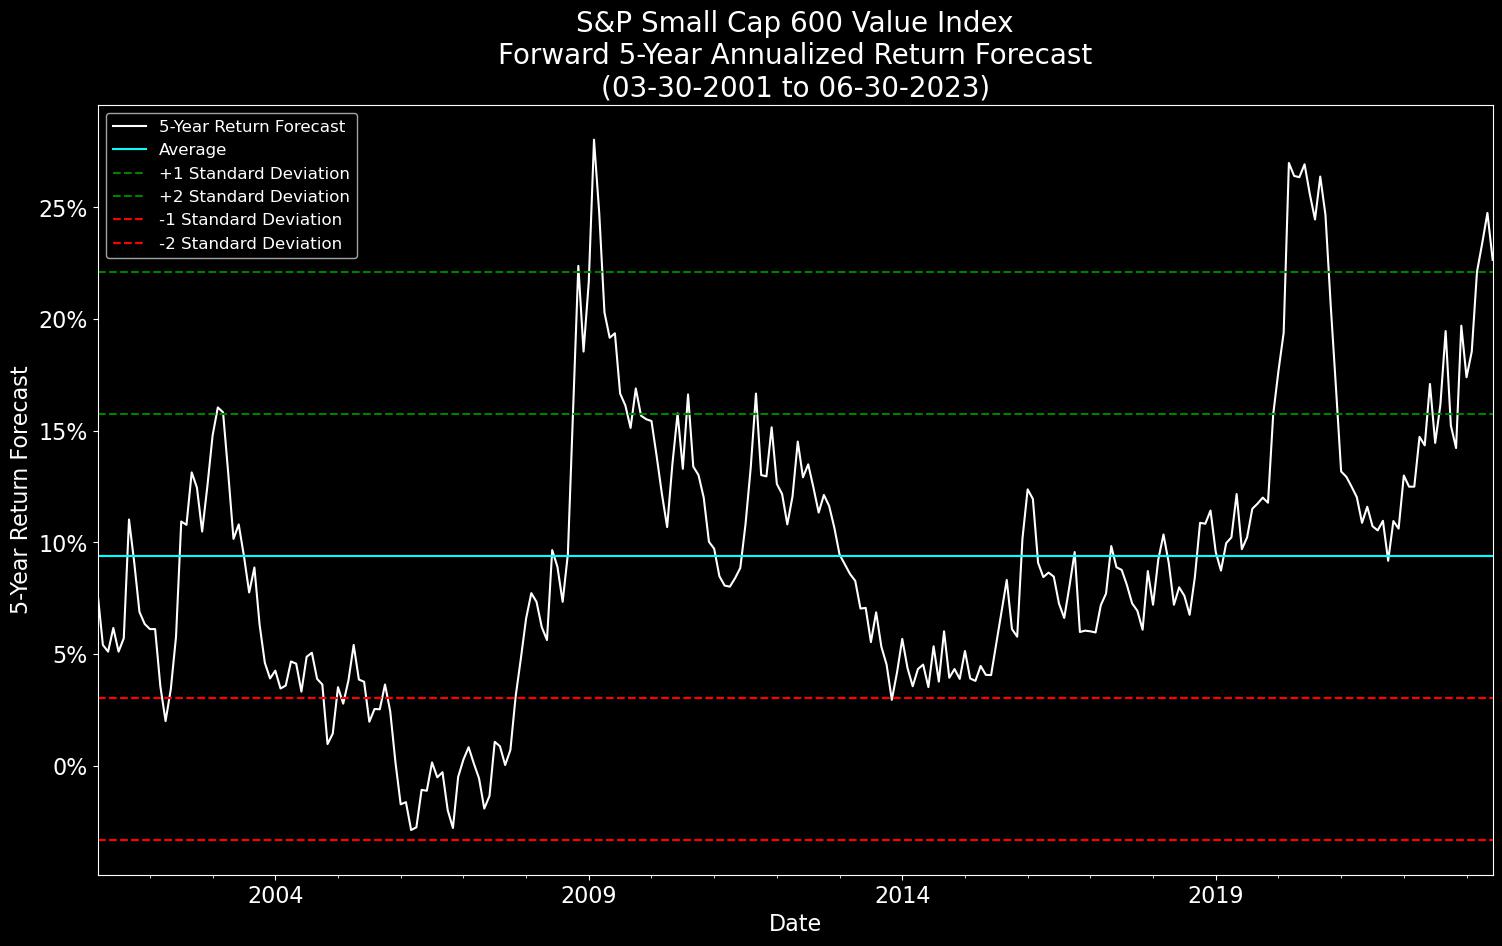 S&P Small Cap 600 Value Index
Forward 5-Year Annualized Return Forecast
(03-30-2001 to 06-30-2023)
5-Year Return Forecast
Average
+1 Standard Deviation
+2 Standard Deviation
-1 Standard Deviation
-2 Standard Deviation
5-Year Return Forecast
25%
20%
15%
10%
5%
0%
2004
2009
2014
2019
Date